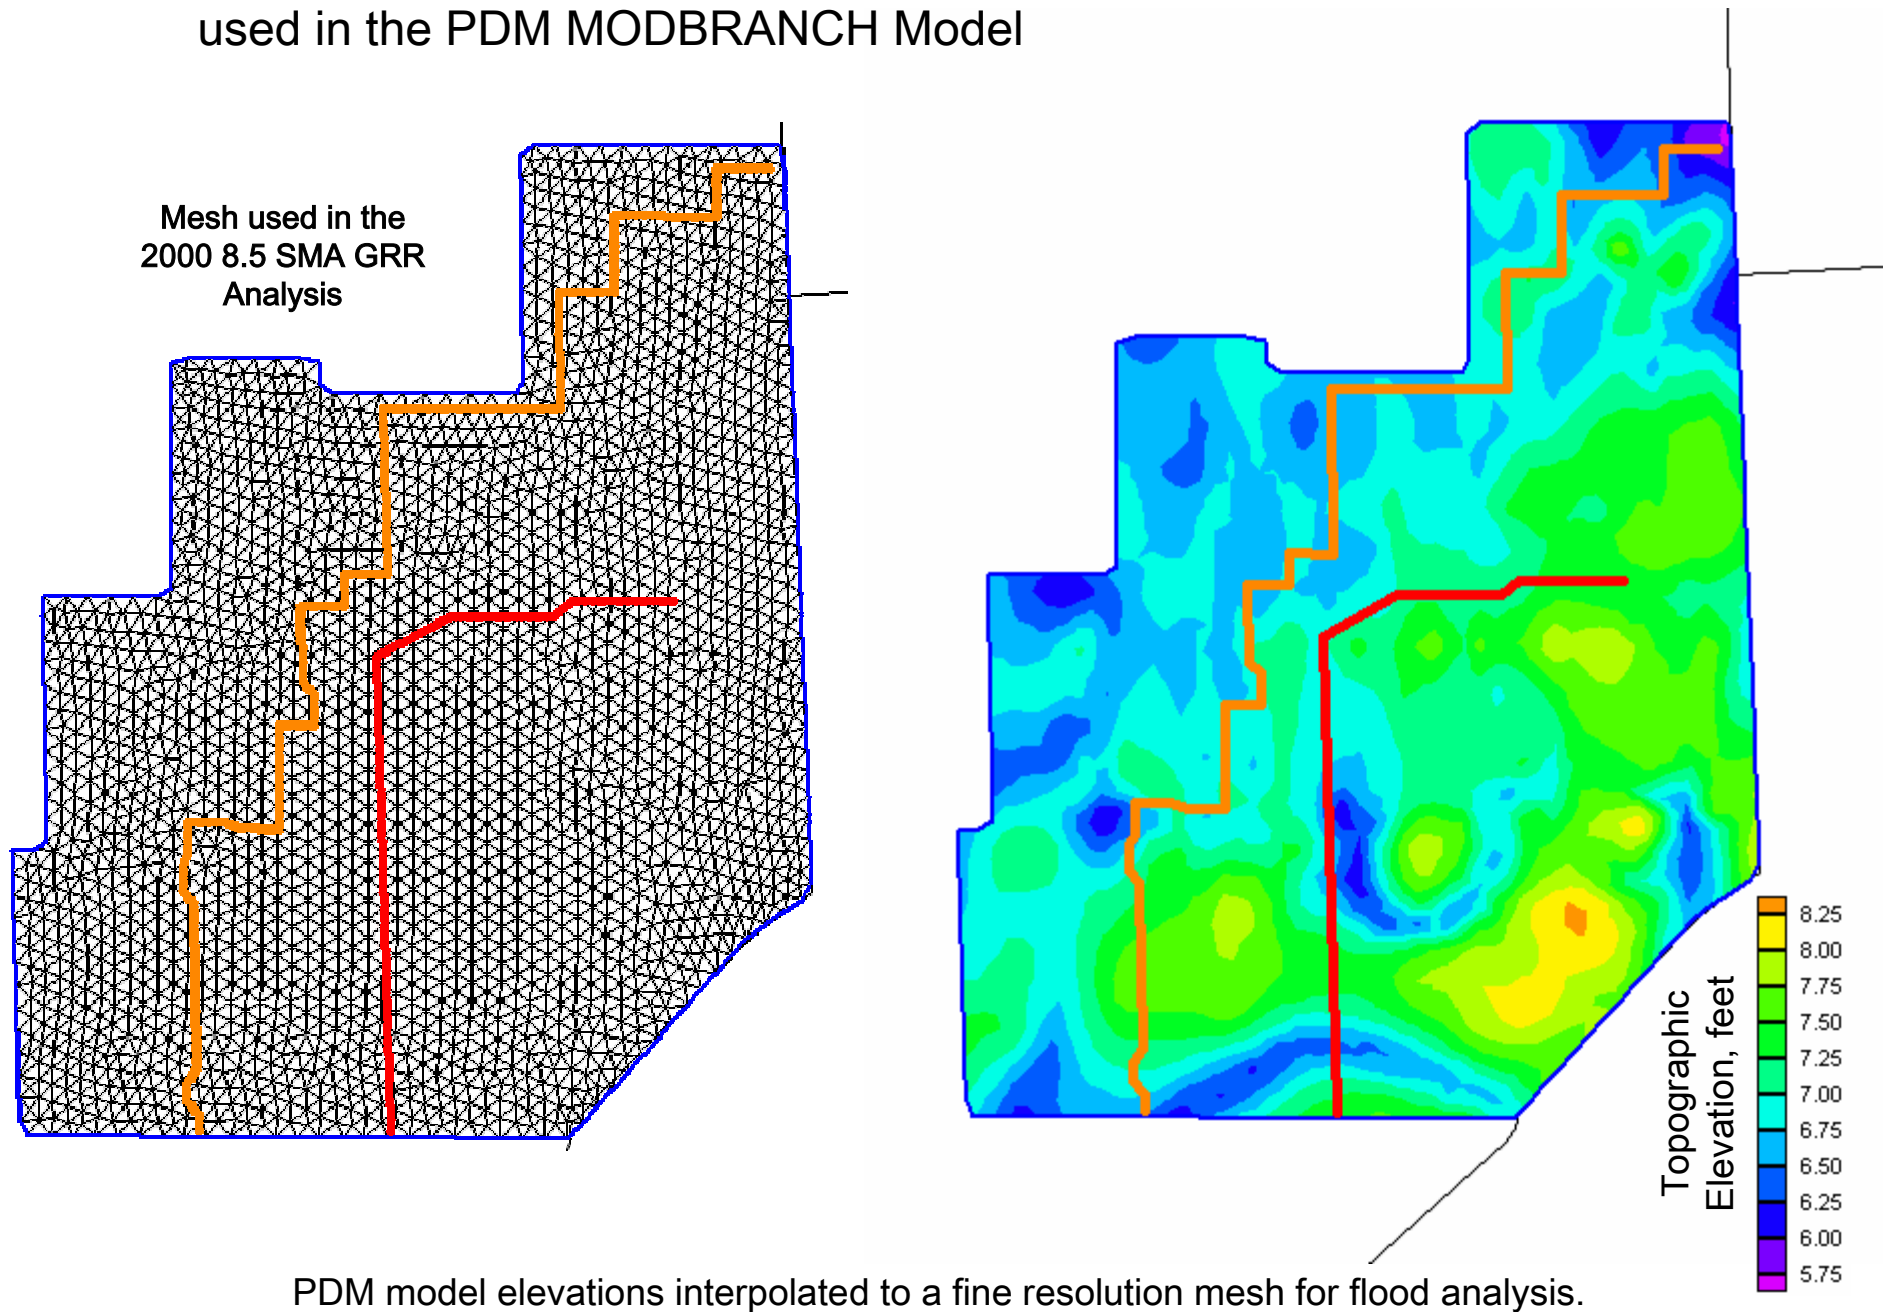 used in the PDM MODBRANCH Model
Mesh used in the
2000 8.5 SMA GRR
Analysis
Topographic
Elevation, feet
8.25
8.00
7.75
7.50
7.25
7.00
6.75
6.50
6.25
6.00
5.75
PDM model elevations interpolated to a fine resolution mesh for flood analysis.